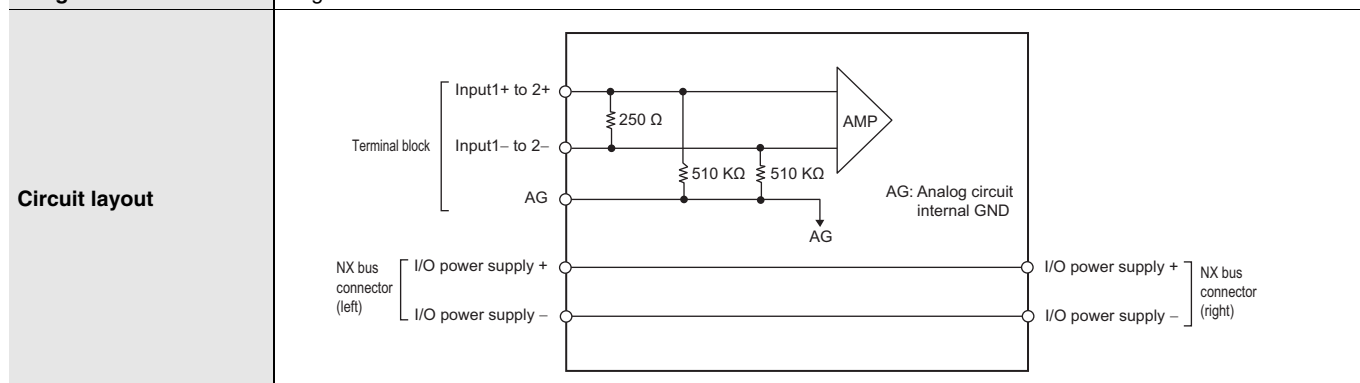 Circuit layout
Terminal block
Input1+ to 2+
Input1– to 2–
AG
250 Ω
510 KΩ
510 KΩ
AMP
AG
AG: Analog circuit
internal GND
NX bus
connector
(left)
I/O power supply +
I/O power supply –
I/O power supply +
I/O power supply –
NX bus
connector
(right)